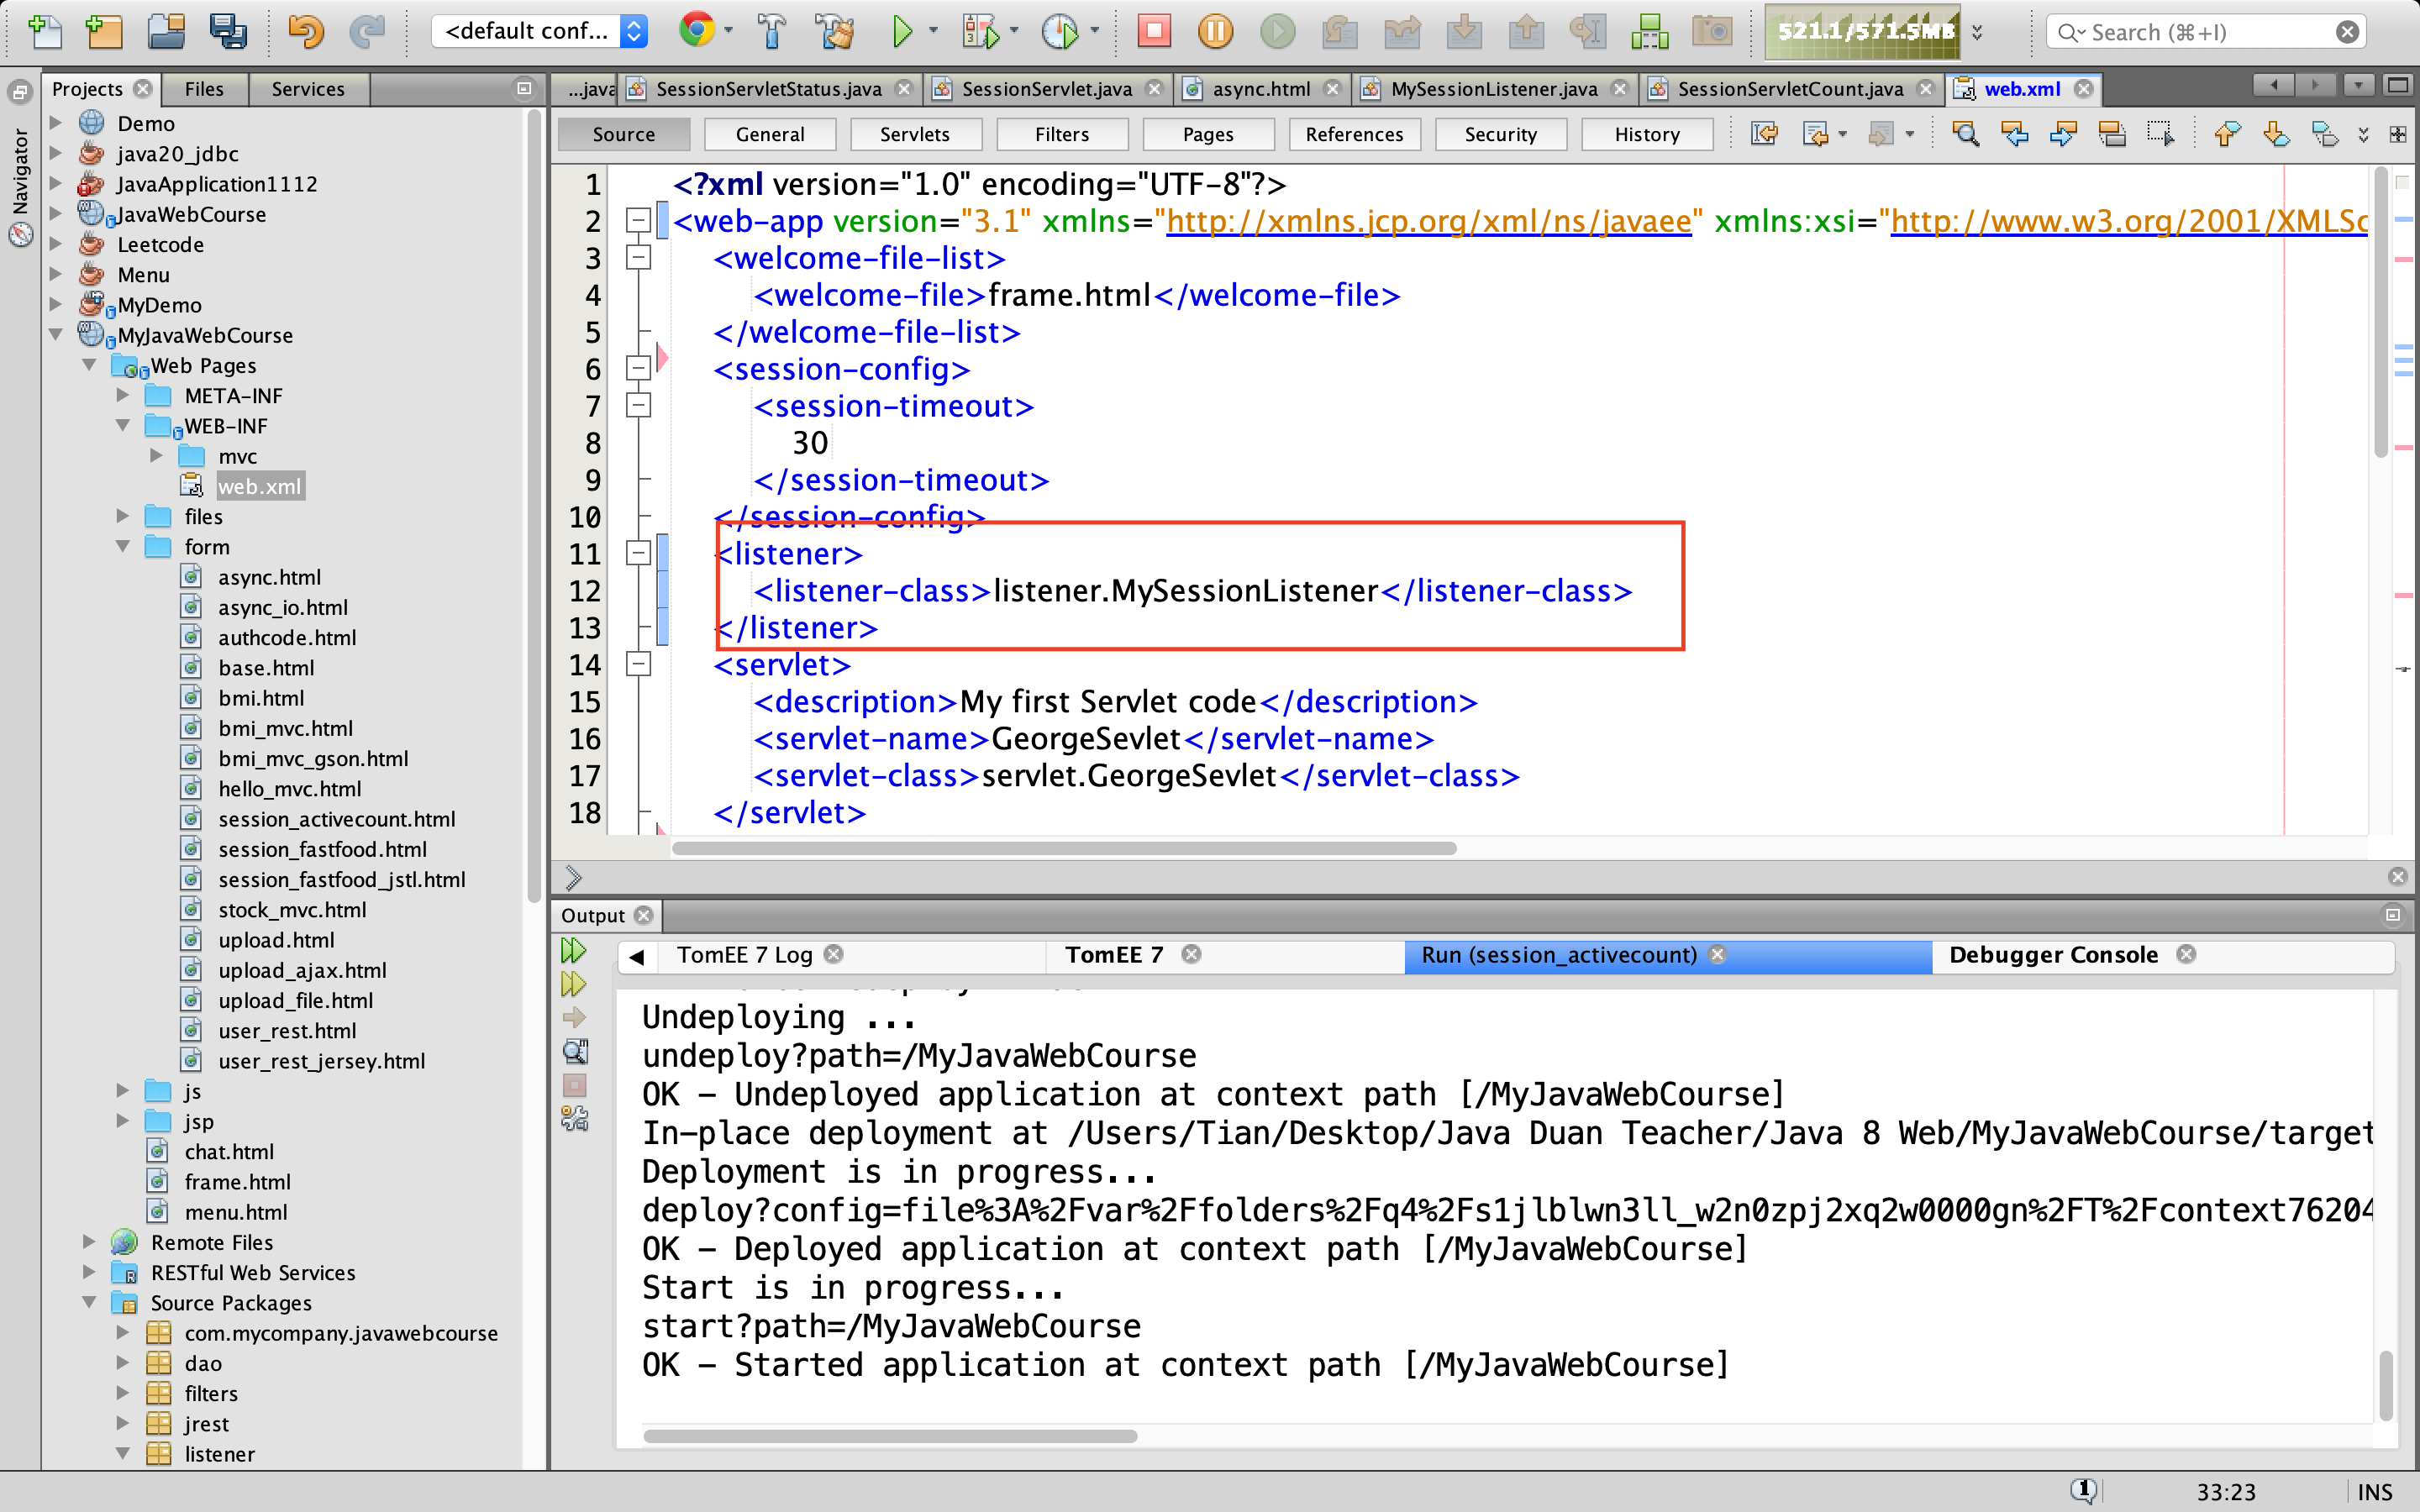 <default conf...
521.1/571.5MB
Search (⌘+I)
Navigator
Projects
Files
Services
Demo
java20_jdbc
JavaApplication1112
JavaWebCourse
Leetcode
Menu
MyDemo
MyJavaWebCourse
Web Pages
META-INF
WEB-INF
mvc
web.xml
files
form
async.html
async_io.html
authcode.html
base.html
bmi.html
bmi_mvc.html
bmi_mvc_gson.html
hello_mvc.html
session_activecount.html
session_fastfood.html
session_fastfood_jstl.html
stock_mvc.html
upload.html
upload_ajax.html
upload_file.html
user_rest.html
user_rest_jersey.html
js
jsp
chat.html
frame.html
menu.html
Remote Files
RESTful Web Services
Source Packages
com.mycompany.javawebcourse
dao
filters
jrest
listener
...java
SessionServletStatus.java
SessionServlet.java
async.html
MySessionListener.java
SessionServletCount.java
web.xml
Source
General
Servlets
Filters
Pages
References
Security
History
1 <?xml version="1.0" encoding="UTF-8"?>
2 <web-app version="3.1" xmlns="http://xmlns.jcp.org/xml/ns/javaee" xmlns:xsi="http://www.w3.org/2001/XMLSc
3 <welcome-file-list>
4 <welcome-file>frame.html</welcome-file>
5 </welcome-file-list>
6 <session-config>
7 <session-timeout>
8 30
9 </session-timeout>
10 </session-config>
11 <listener>
12 <listener-class>listener.MySessionListener</listener-class>
13 </listener>
14 <servlet>
15 <description>My first Servlet code</description>
16 <servlet-name>GeorgeSevlet</servlet-name>
17 <servlet-class>servlet.GeorgeSevlet</servlet-class>
18 </servlet>
Output
TomEE 7 Log
TomEE 7
Run (session_activecount)
Debugger Console
Undeploying ...
undeploy?path=/MyJavaWebCourse
OK - Undeployed application at context path [/MyJavaWebCourse]
In-place deployment at /Users/Tian/Desktop/Java Duan Teacher/Java 8 Web/MyJavaWebCourse/target
Deployment is in progress...
deploy?config=file%3A%2Fvar%2Ffolders%2Fq4%2Fs1jlblwn3ll_w2n0zpj2xq2w0000gn%2FT%2Fcontext76204
OK - Deployed application at context path [/MyJavaWebCourse]
Start is in progress...
start?path=/MyJavaWebCourse
OK - Started application at context path [/MyJavaWebCourse]
1
33:23
INS